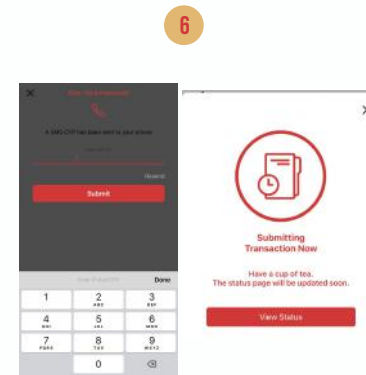 6
A SMS OTP has been sent to your phone
Resend
Submit
Done
1
2
ABC
3
DEF
4
GHI
5
JKL
6
MNO
7
PQRS
8
TUV
9
WXYZ
0
Submitting
Transaction Now
Have a cup of tea.
The status page will be updated soon.
View Status